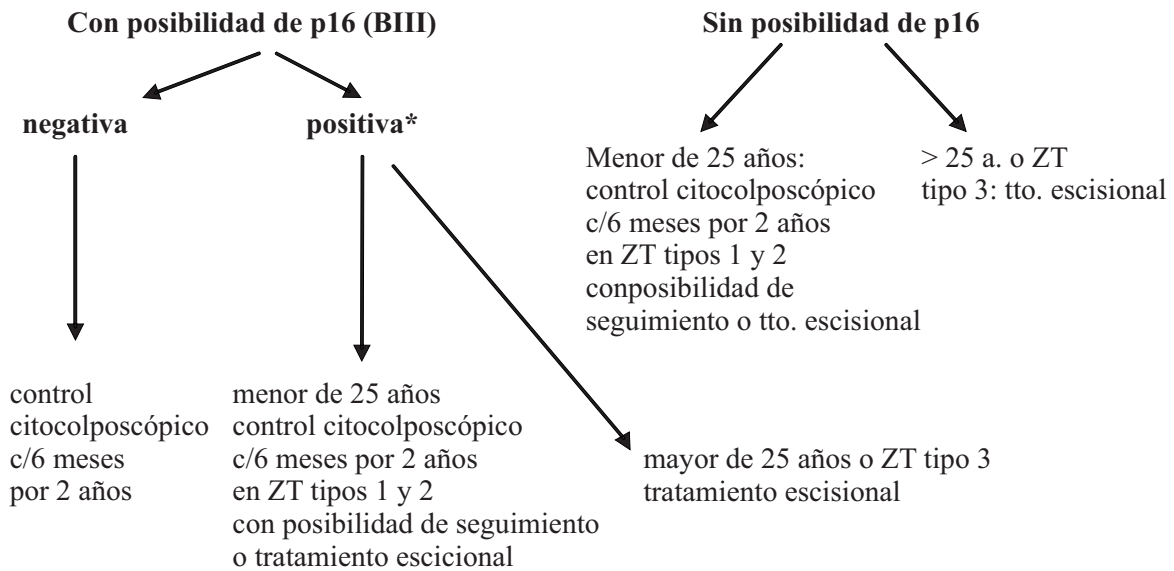 Con posibilidad de p16 (BIII)
Sin posibilidad de p16
negativa
positiva*
Menor de 25 años:
control citocolposcópico
c/6 meses por 2 años
en ZT tipos 1 y 2
conposibilidad de
seguimiento o tto. escisional
> 25 a. o ZT
tipo 3: tto. escisional
control
citocolposcópico
c/6 meses
por 2 años
menor de 25 años
control citocolposcópico
c/6 meses por 2 años
en ZT tipos 1 y 2
con posibilidad de seguimiento
o tratamiento escicional
mayor de 25 años o ZT tipo 3
tratamiento escisional